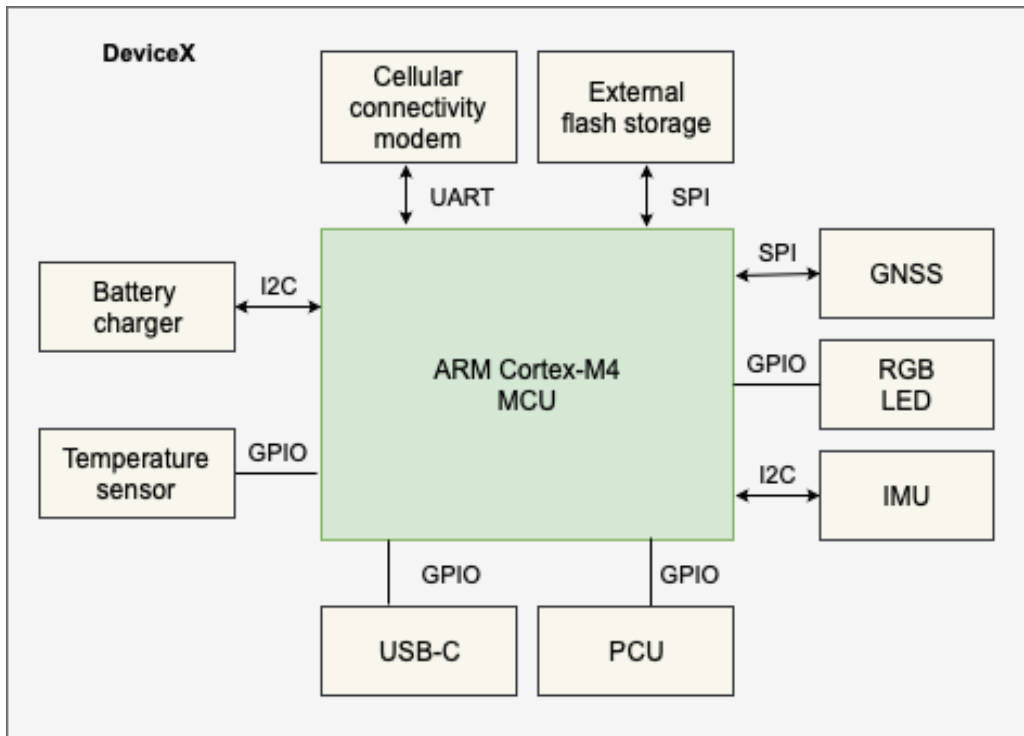 DeviceX
Cellular
connectivity
modem
External
flash storage
UART
SPI
Battery
charger
I2C
SPI
GNSS
ARM Cortex-M4
MCU
GPIO
RGB
LED
Temperature
sensor
GPIO
I2C
IMU
GPIO
GPIO
USB-C
PCU